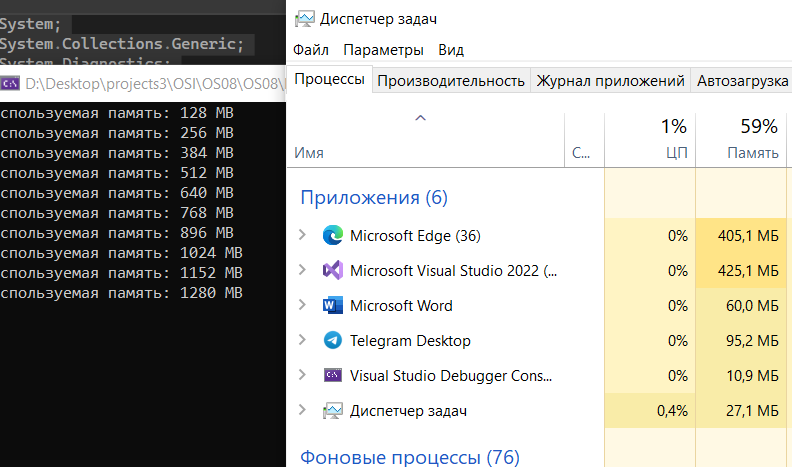 System;
System.Collections.Generic;
System.Diagnostics;
D:\Desktop\projects3\OSI\OS08\OS08\
спользуемая память: 128 MB
спользуемая память: 256 MB
спользуемая память: 384 MB
спользуемая память: 512 MB
спользуемая память: 640 MB
спользуемая память: 768 MB
спользуемая память: 896 MB
спользуемая память: 1024 MB
спользуемая память: 1152 MB
спользуемая память: 1280 MB
Диспетчер задач
Файл Параметры Вид
Процессы Производительность Журнал приложений Автозагрузка
1% 59%
Имя С... ЦП Память
Приложения (6)
Microsoft Edge (36) 0% 405,1 МБ
Microsoft Visual Studio 2022 (... 0% 425,1 МБ
Microsoft Word 0% 60,0 МБ
Telegram Desktop 0% 95,2 МБ
Visual Studio Debugger Cons... 0% 10,9 МБ
Диспетчер задач 0,4% 27,1 МБ
Фоновые процессы (76)